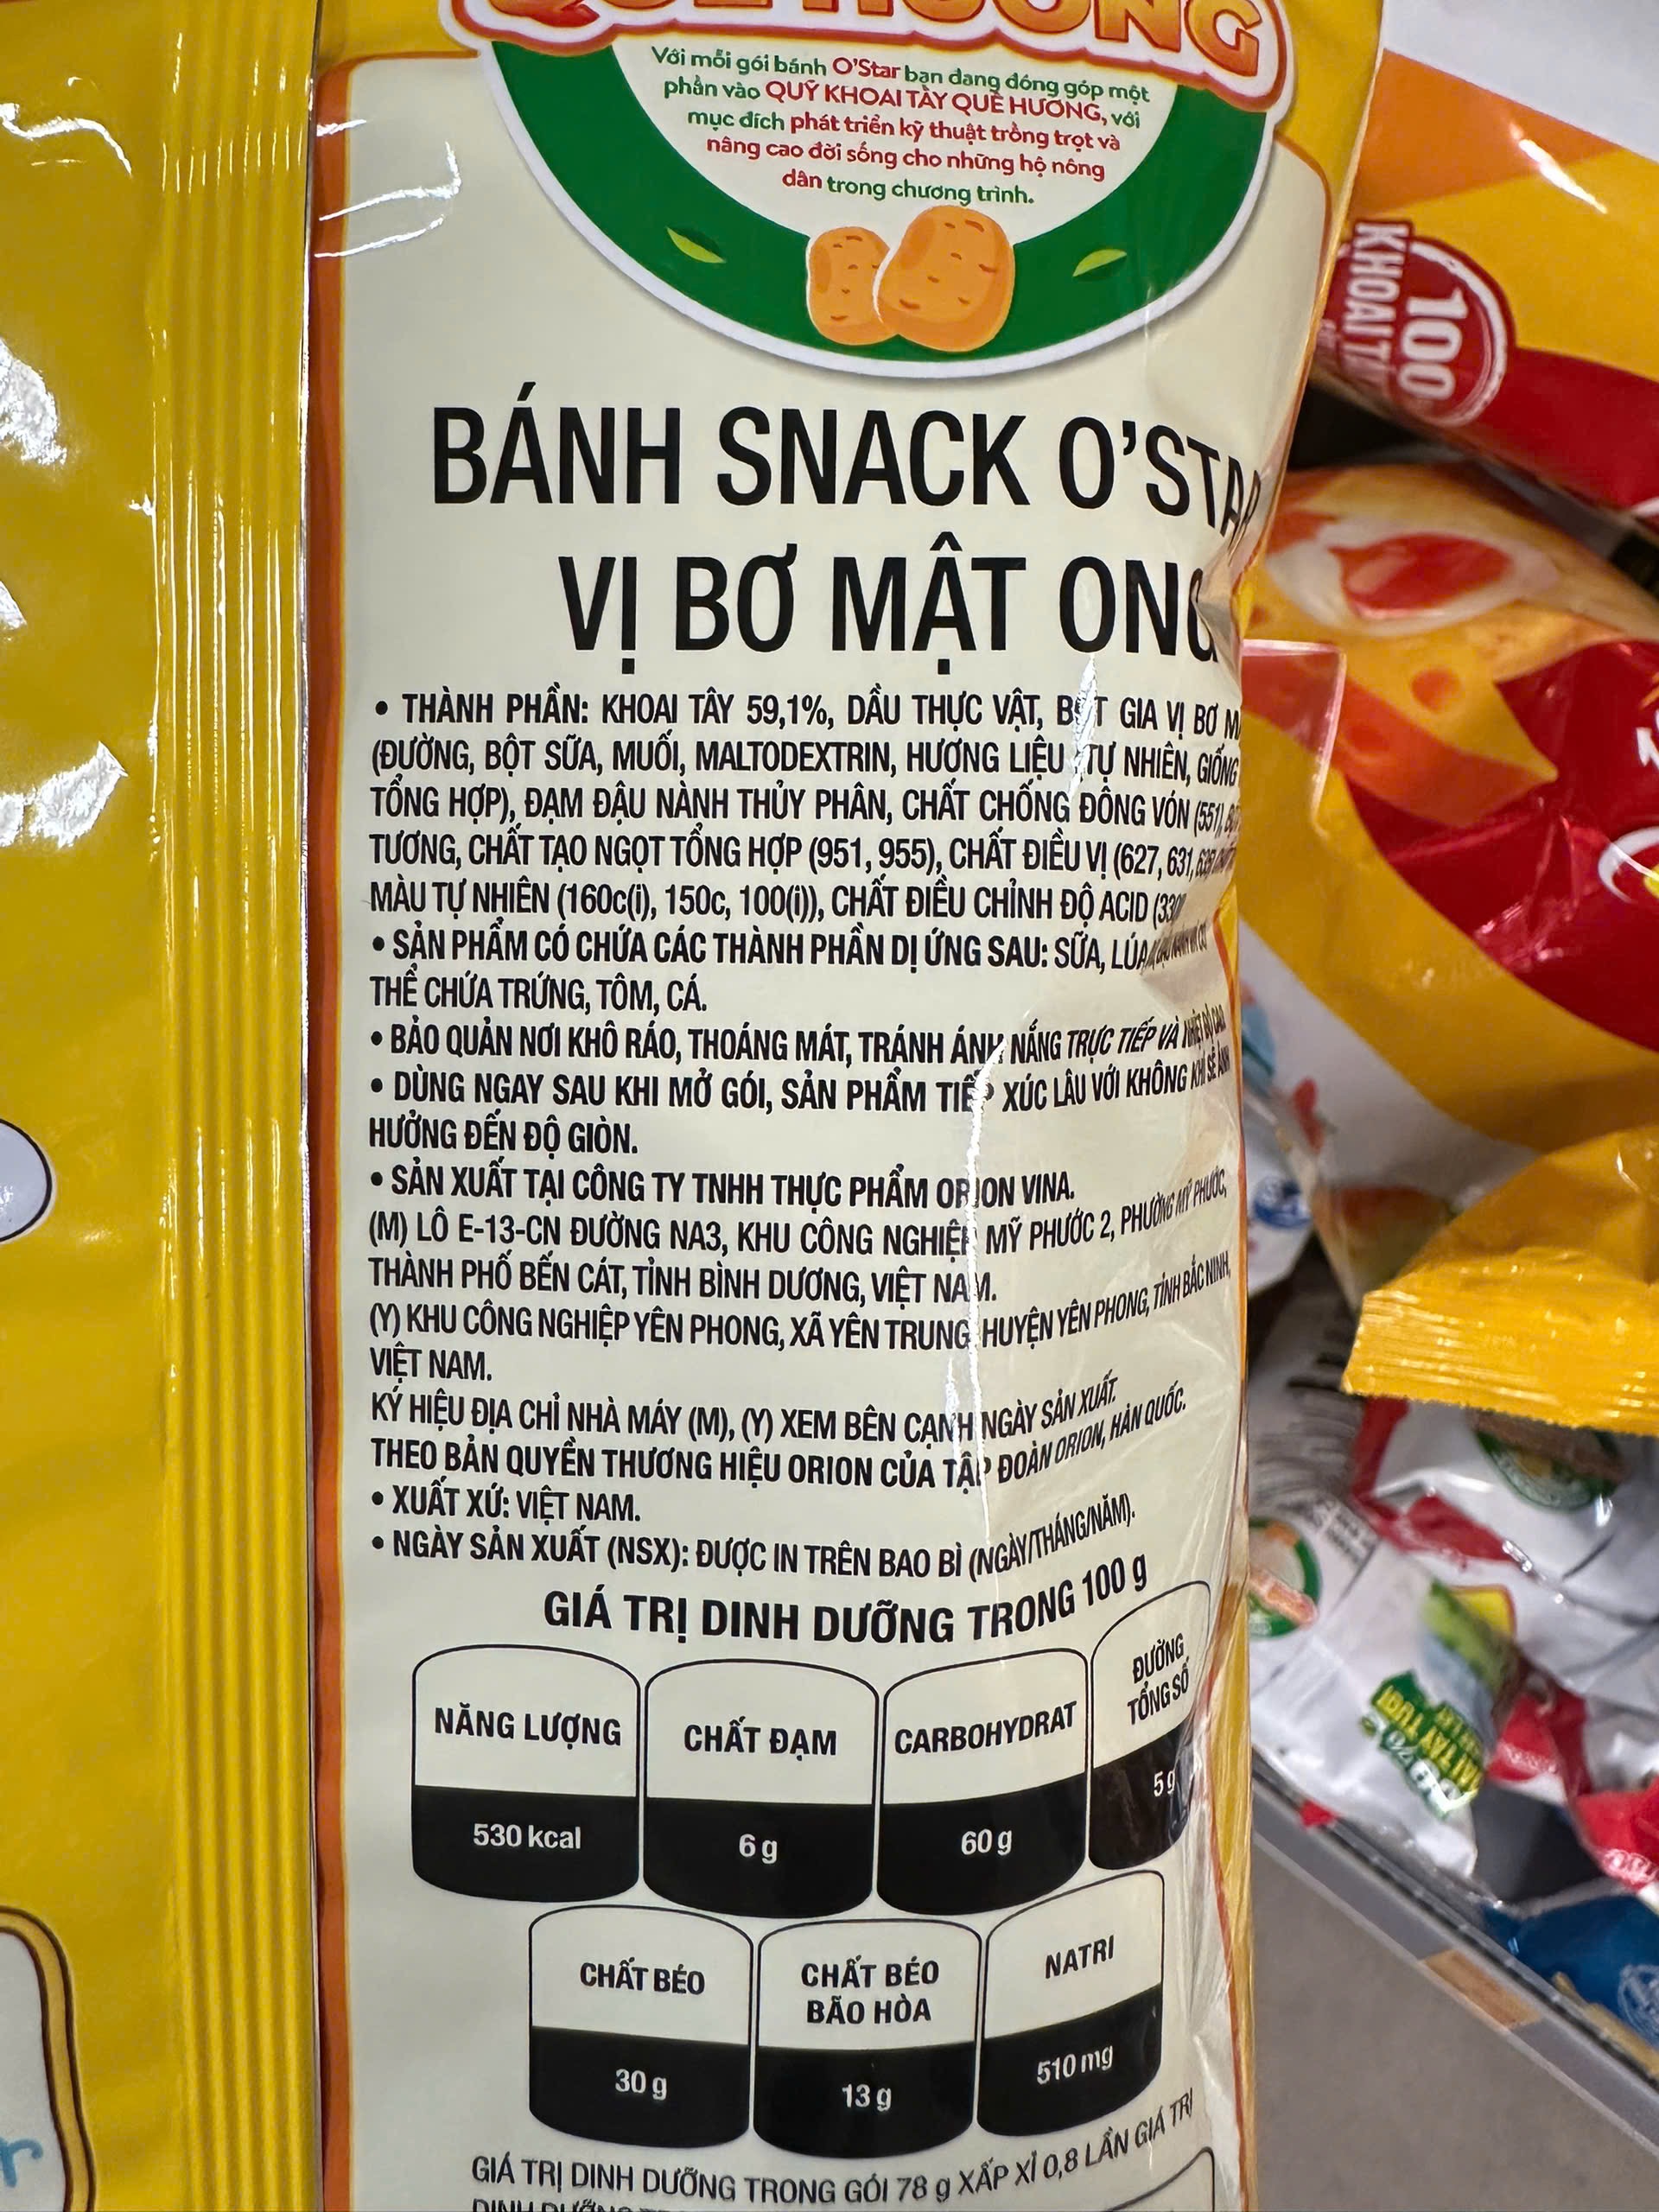 Với mỗi gói bánh O'Star bạn đang đóng góp một
phần vào QUỸ KHOAI TÂY QUÊ HƯƠNG, với
mục đích phát triển kỹ thuật trồng trọt và
nâng cao đời sống cho những hộ nông
dân trong chương trình.
100
BÁNH SNACK O'STAR
VỊ BƠ MẬT ONG
• THÀNH PHẦN: KHOAI TÂY 59,1%, DẦU THỰC VẬT, BỘT GIA VỊ BƠ
(ĐƯỜNG, BỘT SỮA, MUỐI, MALTODEXTRIN, HƯƠNG LIỆU TỰ NHIÊN, GIỐNG
TỔNG HỢP), ĐẠM ĐẬU NÀNH THỦY PHÂN, CHẤT CHỐNG ĐÔNG VÓN (551),
TƯƠNG, CHẤT TẠO NGỌT TỔNG HỢP (951, 955), CHẤT ĐIỀU VỊ (627, 631,
MÀU TỰ NHIÊN (160c(i), 150c, 100(i)), CHẤT ĐIỀU CHỈNH ĐỘ ACID (330
• SẢN PHẨM CÓ CHỨA CÁC THÀNH PHẦN DỊ ỨNG SAU: SỮA, LÚA
THỂ CHỨA TRỨNG, TÔM, CÁ.
• BẢO QUẢN NƠI KHÔ RÁO, THOÁNG MÁT, TRÁNH ÁNH NẮNG TRỰC TIẾP VÀ NHIỆT ĐỘ CAO.
• DÙNG NGAY SAU KHI MỞ GÓI, SẢN PHẨM TIẾP XÚC LÂU VỚI KHÔNG KHÍ SẼ ẢNH
HƯỞNG ĐẾN ĐỘ GIÒN.
• SẢN XUẤT TẠI CÔNG TY TNHH THỰC PHẨM ORION VINA.
(M) LÔ E-13-CN ĐƯỜNG NA3, KHU CÔNG NGHIỆP MỸ PHƯỚC 2, PHƯỜNG MỸ PHƯỚC,
THÀNH PHỐ BẾN CÁT, TỈNH BÌNH DƯƠNG, VIỆT NAM.
(Y) KHU CÔNG NGHIỆP YÊN PHONG, XÃ YÊN TRUNG, HUYỆN YÊN PHONG, TỈNH BẮC NINH,
VIỆT NAM.
KÝ HIỆU ĐỊA CHỈ NHÀ MÁY (M), (Y) XEM BÊN CẠNH NGÀY SẢN XUẤT.
THEO BẢN QUYỀN THƯƠNG HIỆU ORION CỦA TẬP ĐOÀN ORION, HÀN QUỐC.
• XUẤT XỨ: VIỆT NAM.
• NGÀY SẢN XUẤT (NSX): ĐƯỢC IN TRÊN BAO BÌ (NGÀY/THÁNG/NĂM).
GIÁ TRỊ DINH DƯỠNG TRONG 100 g
NĂNG LƯỢNG
530 kcal
CHẤT ĐẠM
6 g
CARBOHYDRAT
60 g
ĐƯỜNG
TỔNG SỐ
5 g
CHẤT BÉO
30 g
CHẤT BÉO
BÃO HÒA
13 g
NATRI
510 mg
GIÁ TRỊ DINH DƯỠNG TRONG GÓI 78 g XẤP XỈ 0,8 LẦN GIÁ TRỊ